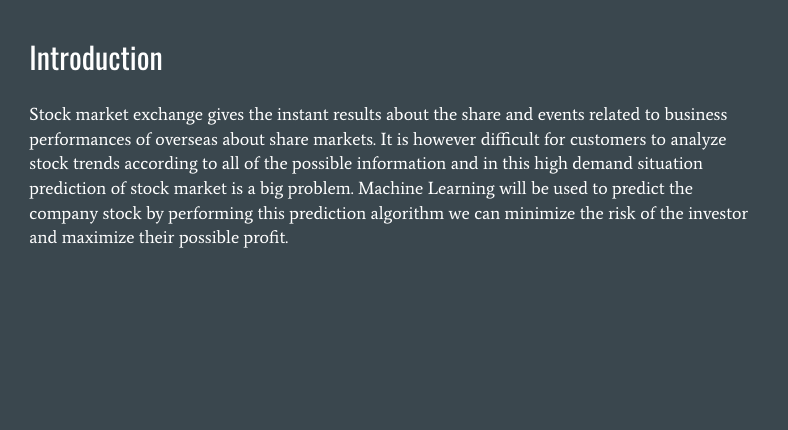 Introduction
Stock market exchange gives the instant results about the share and events related to business
performances of overseas about share markets. It is however difficult for customers to analyze
stock trends according to all of the possible information and in this high demand situation
prediction of stock market is a big problem. Machine Learning will be used to predict the
company stock by performing this prediction algorithm we can minimize the risk of the investor
and maximize their possible profit.